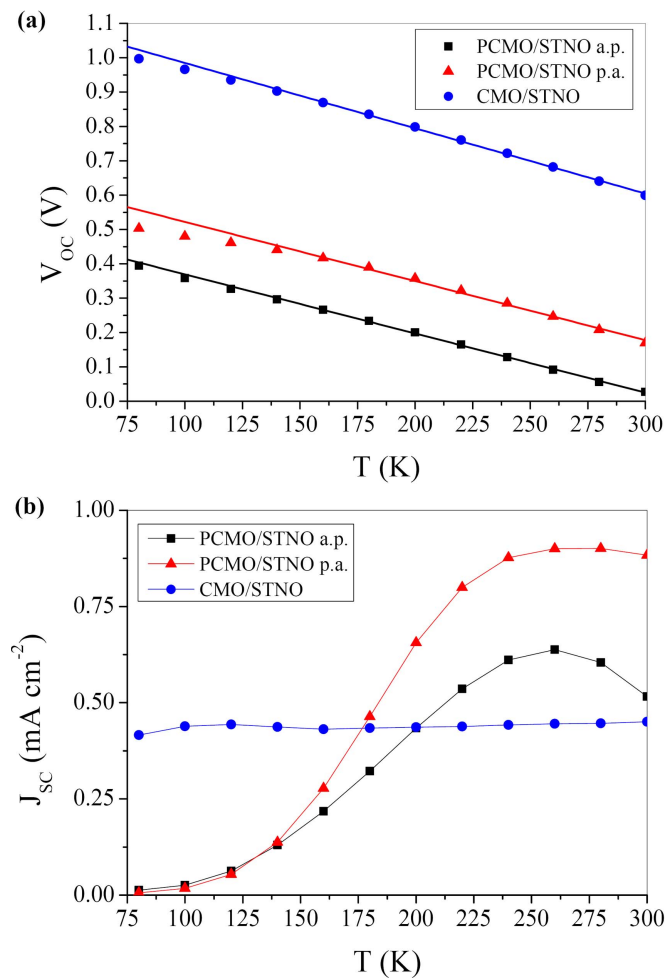 (a)
1.1
1.0
0.9
0.8
0.7
0.6
0.5
0.4
0.3
0.2
0.1
0.0
V_OC (V)
PCMO/STNO a.p.
PCMO/STNO p.a.
CMO/STNO
75 100 125 150 175 200 225 250 275 300
T (K)
(b)
1.00
0.75
0.50
0.25
0.00
J_SC (mA cm^-2)
PCMO/STNO a.p.
PCMO/STNO p.a.
CMO/STNO
75 100 125 150 175 200 225 250 275 300
T (K)